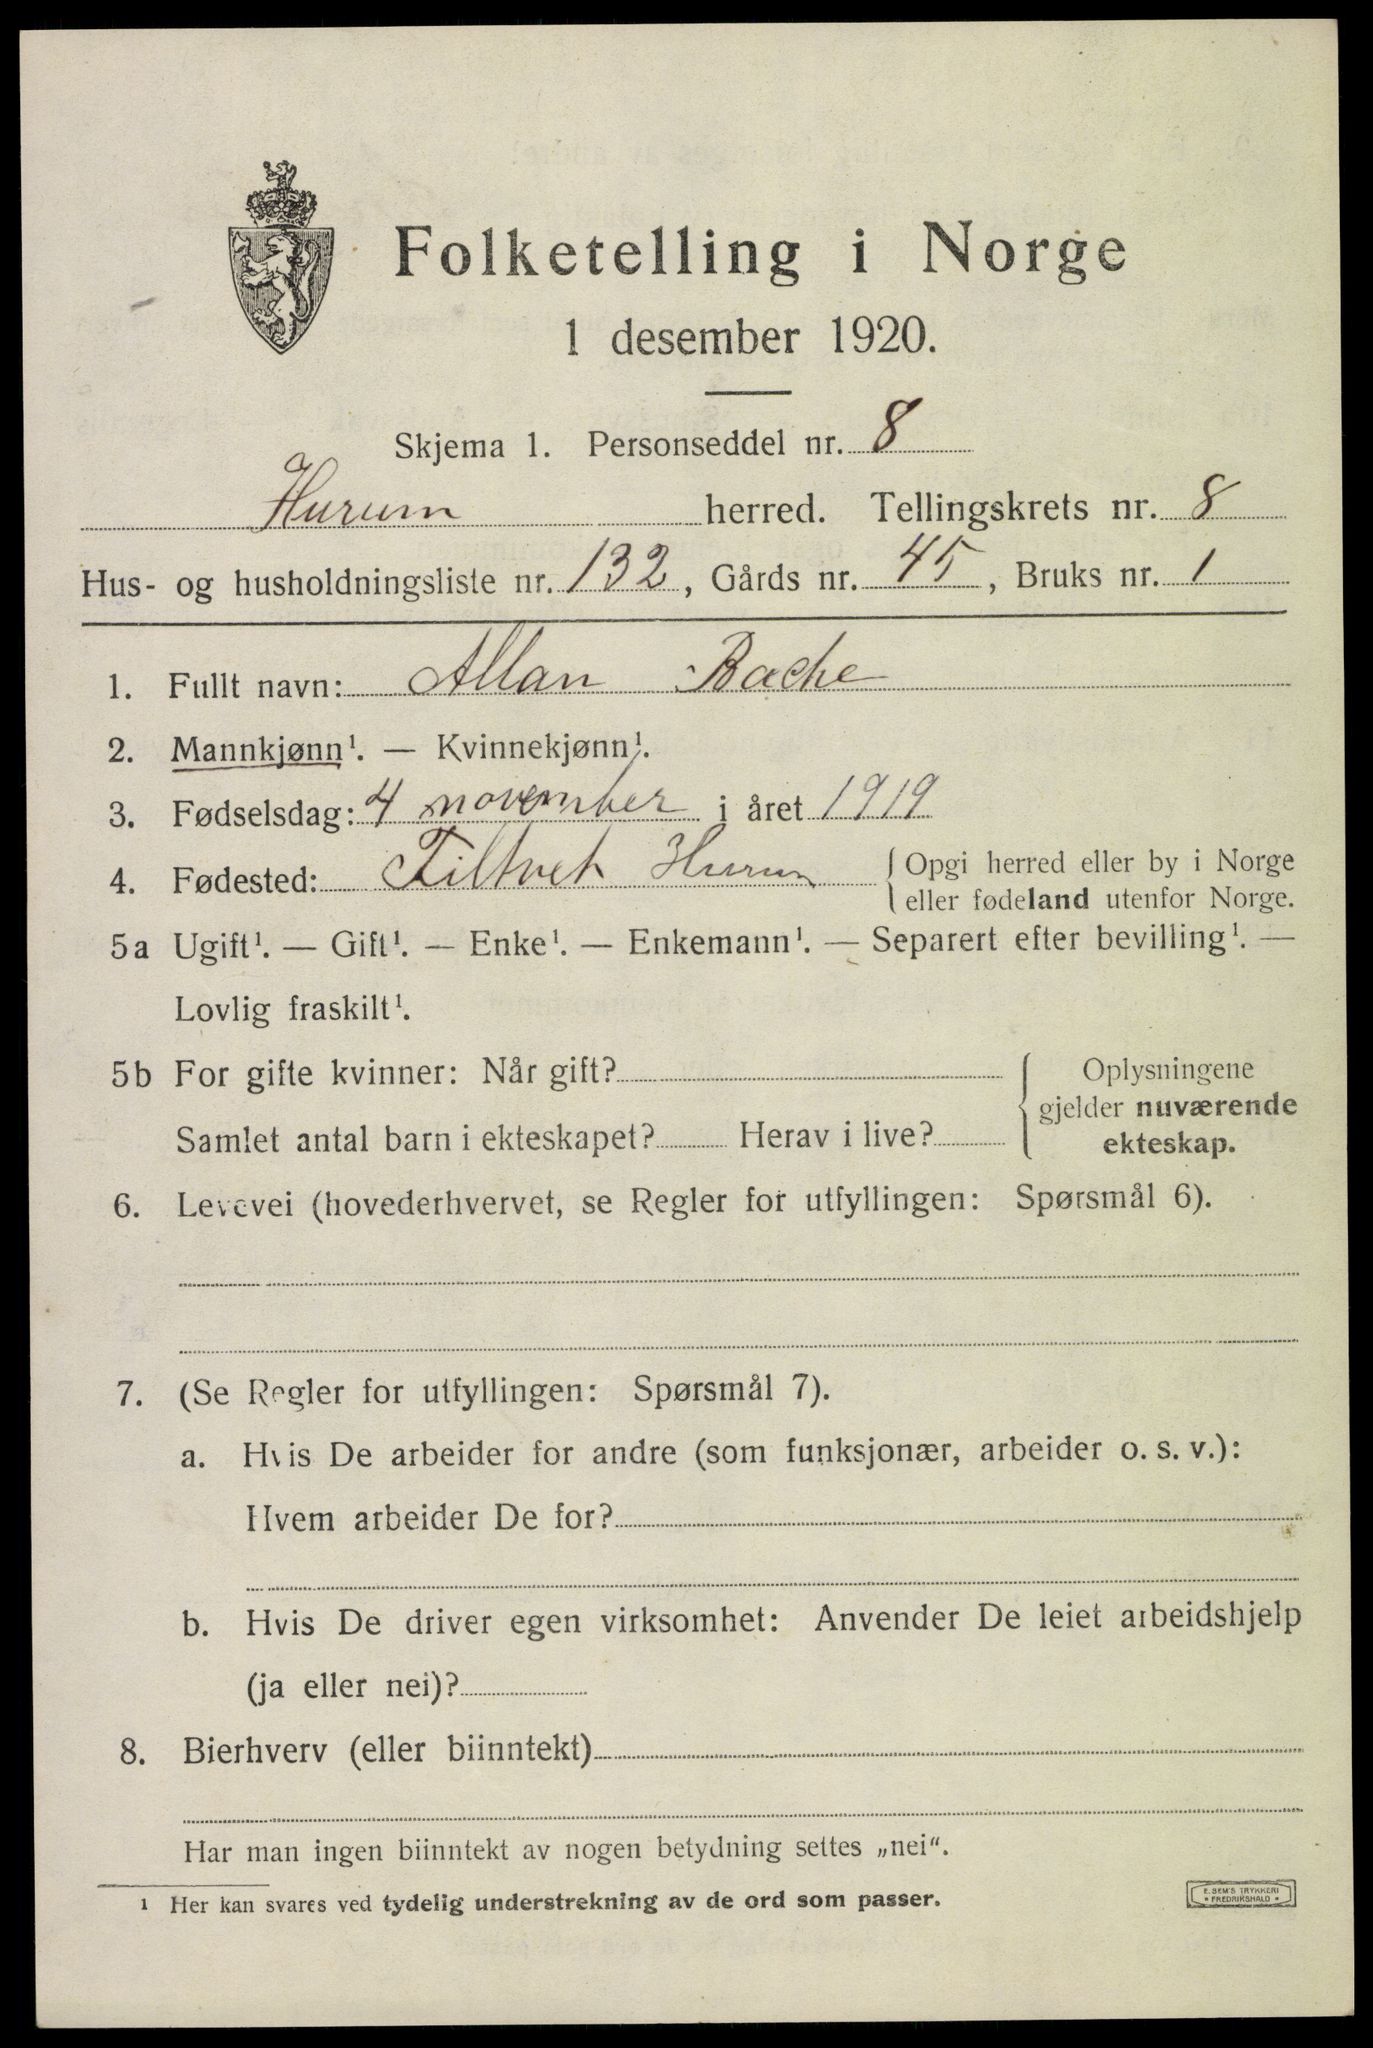 Folketelling i Norge
1 desember 1920.
Skjema 1. Personseddel nr. 8
Hurum herred. Tellingskrets nr. 8
Hus- og husholdningsliste nr. 132, Gårds nr. 45, Bruks nr. 1
1. Fullt navn: Allan Bache
2. Mannkjønn¹. — Kvinnekjønn¹.
3. Fødselsdag: 4 november i året 1919
4. Fødested: Filtvet Hurum { Opgi herred eller by i Norge
eller fødeland utenfor Norge.
5a Ugift¹. — Gift¹. — Enke¹. — Enkemann¹. — Separert efter bevilling¹. —
Lovlig fraskilt¹.
5b For gifte kvinner: Når gift?
Samlet antal barn i ekteskapet? Herav i live?
Oplysningene
gjelder nuværende
ekteskap.
6. Levevei (hovederhvervet, se Regler for utfyllingen: Spørsmål 6).
7. (Se Regler for utfyllingen: Spørsmål 7).
a. Hvis De arbeider for andre (som funksjonær, arbeider o. s. v.):
Hvem arbeider De for?
b. Hvis De driver egen virksomhet: Anvender De leiet arbeidshjelp
(ja eller nei)?
8. Bierhverv (eller biinntekt)
Har man ingen biinntekt av nogen betydning settes „nei“.
¹ Her kan svares ved tydelig understrekning av de ord som passer.
E. SEM'S TRYKKERI
• FREDRIKSHALD •